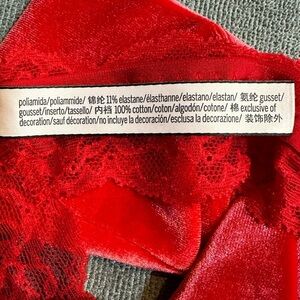 poliamida/poliammide/ 锦纶 11% elastane/élasthanne/elastano/elastan/ 氨纶 gusset/
gousset/inserto/tassello/ 内裆 100% cotton/coton/algodón/cotone/ 棉 exclusive of
decoration/sauf décoration/no incluye la decoración/esclusa la decorazione/ 装饰除外